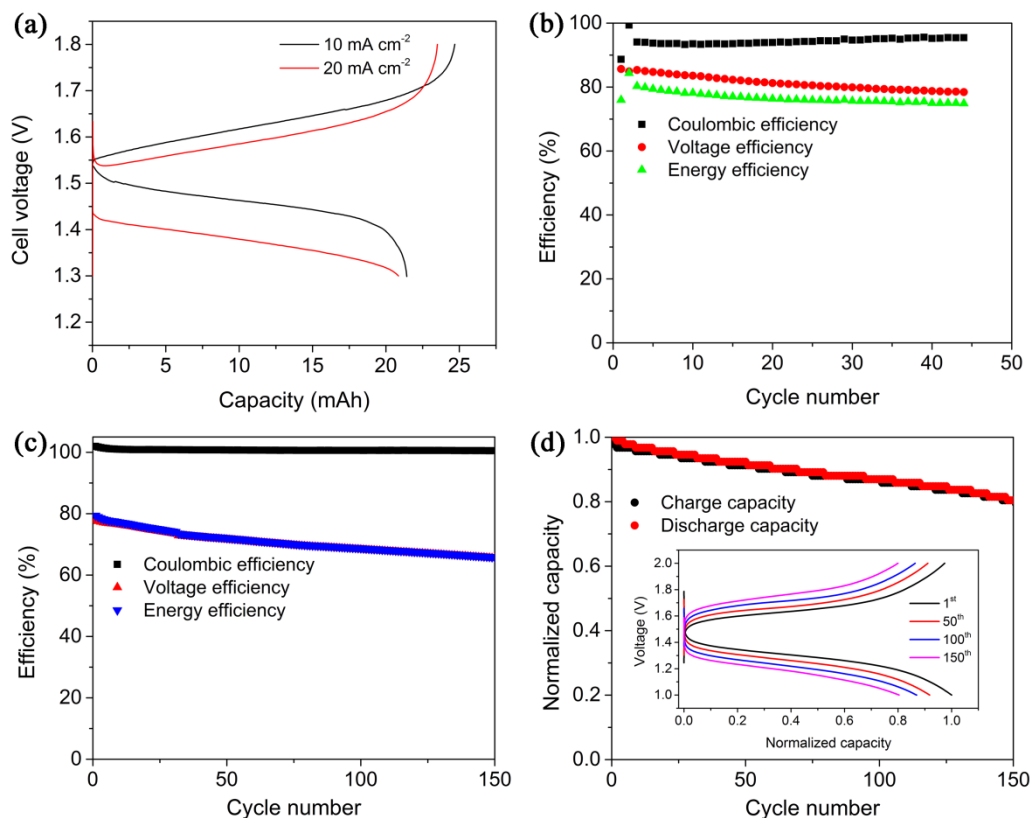 (a)
1.8
1.7
1.6
1.5
1.4
1.3
1.2
0 5 10 15 20 25
Cell voltage (V)
Capacity (mAh)
10 mA cm⁻²
20 mA cm⁻²
(b)
100
80
60
40
20
0
0 10 20 30 40 50
Efficiency (%)
Cycle number
Coulombic efficiency
Voltage efficiency
Energy efficiency
(c)
100
80
60
40
20
0
0 50 100 150
Efficiency (%)
Cycle number
Coulombic efficiency
Voltage efficiency
Energy efficiency
(d)
1.0
0.8
0.6
0.4
0.2
0.0
0 50 100 150
Normalized capacity
Cycle number
Charge capacity
Discharge capacity
2.0
1.8
1.6
1.4
1.2
1.0
0.0 0.2 0.4 0.6 0.8 1.0
Voltage (V)
Normalized capacity
1ˢᵗ
50ᵗʰ
100ᵗʰ
150ᵗʰ